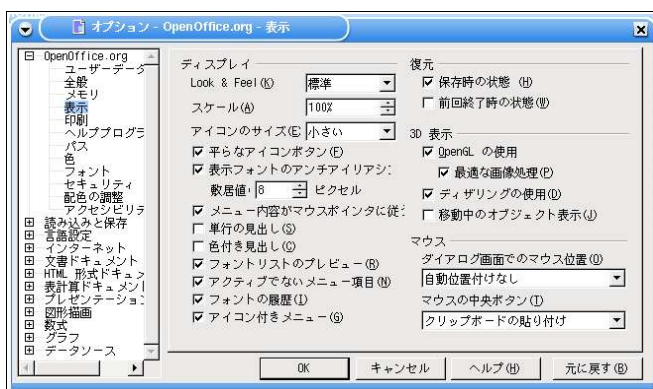 オプション - OpenOffice.org - 表示
OpenOffice.org
ユーザーデータ
全般
メモリ
表示
印刷
ヘルププログラ
パス
色
フォント
セキュリティ
配色の調整
アクセシビリテ
読み込みと保存
言語設定
インターネット
文書ドキュメント
HTML 形式ドキュメ
表計算ドキュメント
プレゼンテーション
図形描画
数式
グラフ
データソース
ディスプレイ
Look & Feel(K) 標準
スケール(A) 100%
アイコンのサイズ(E) 小さい
平らなアイコンボタン(F)
表示フォントのアンチエイリアシ
敷居値: 8 ピクセル
メニュー内容がマウスポインタに従う
単行の見出し(S)
色付き見出し(C)
フォントリストのプレビュー(R)
アクティブでないメニュー項目(N)
フォントの履歴(I)
アイコン付きメニュー(G)
復元
保存時の状態 (H)
前回終了時の状態(W)
3D 表示
OpenGL の使用
最適な画像処理(P)
ディザリングの使用(D)
移動中のオブジェクト表示(J)
マウス
ダイアログ画面でのマウス位置(O)
自動位置付けなし
マウスの中央ボタン(T)
クリップボードの貼り付け
OK キャンセル ヘルプ(H) 元に戻す(B)